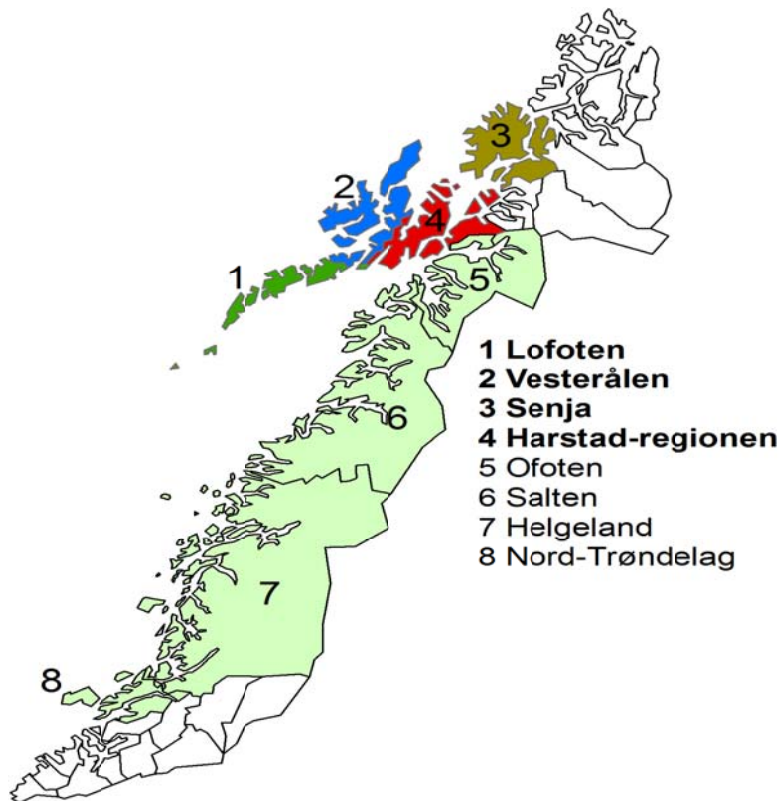 3
2
4
1
5
6
7
8
1 Lofoten
2 Vesterålen
3 Senja
4 Harstad-regionen
5 Ofoten
6 Salten
7 Helgeland
8 Nord-Trøndelag